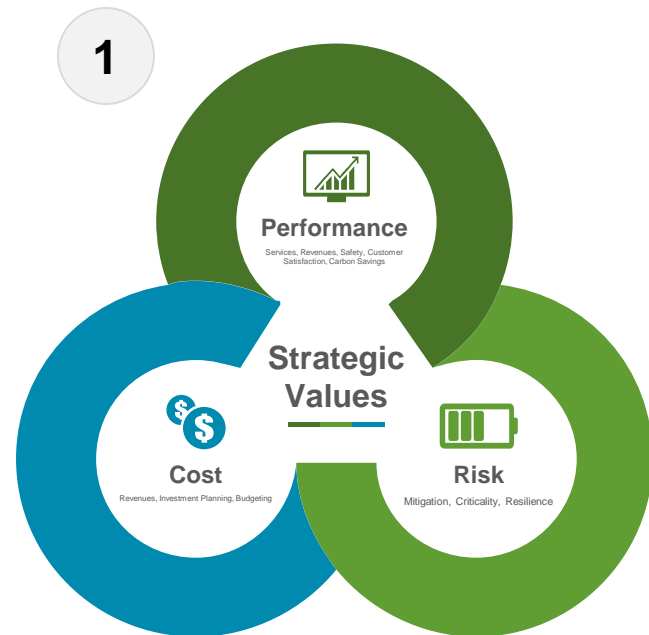 1
Performance
Services, Revenues, Safety, Customer
Satisfaction, Carbon Savings
Strategic
Values
$
$
Cost
Revenues, Investment Planning, Budgeting
Risk
Mitigation, Criticality, Resilience